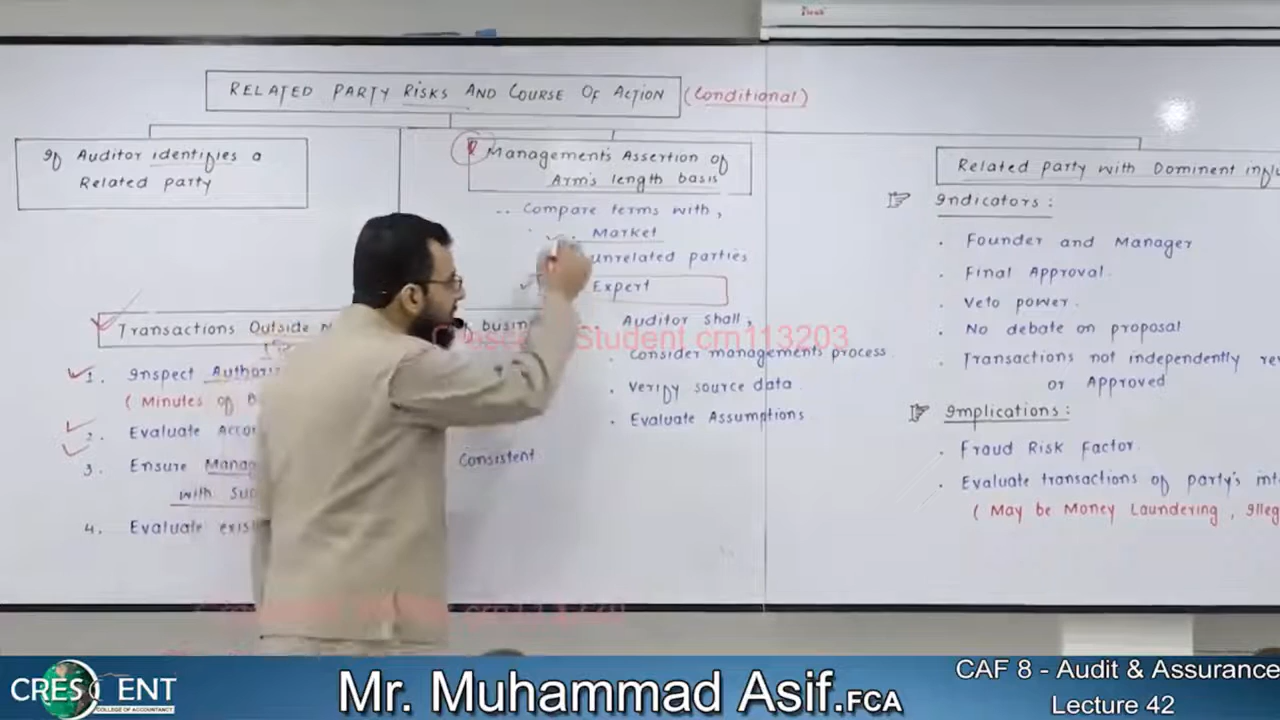 RELATED PARTY RISKS AND COURSE OF ACTION (Conditional)
If Auditor identifies a
Related party
Transactions Outside
1. Inspect
(Minutes of
2. Evaluate
3. Ensure
with
4. Evaluate
Consistent
Management's Assertion of
Arm's length basis
Compare terms with,
Market
unrelated parties
Expert
Auditor shall,
Consider managements process
Verify source data
Evaluate Assumptions
Related party with Dominent
Indicators:
Founder and Manager
Final Approval.
Veto power.
No debate on proposal
Transactions not independently
or Approved
Implications:
Fraud Risk Factor
Evaluate transactions of party's
(May be Money Laundering,
Student crn113203
CRESCENT
COLLEGE OF ACCOUNTANCY
Mr. Muhammad Asif.FCA
CAF 8 - Audit & Assurance
Lecture 42